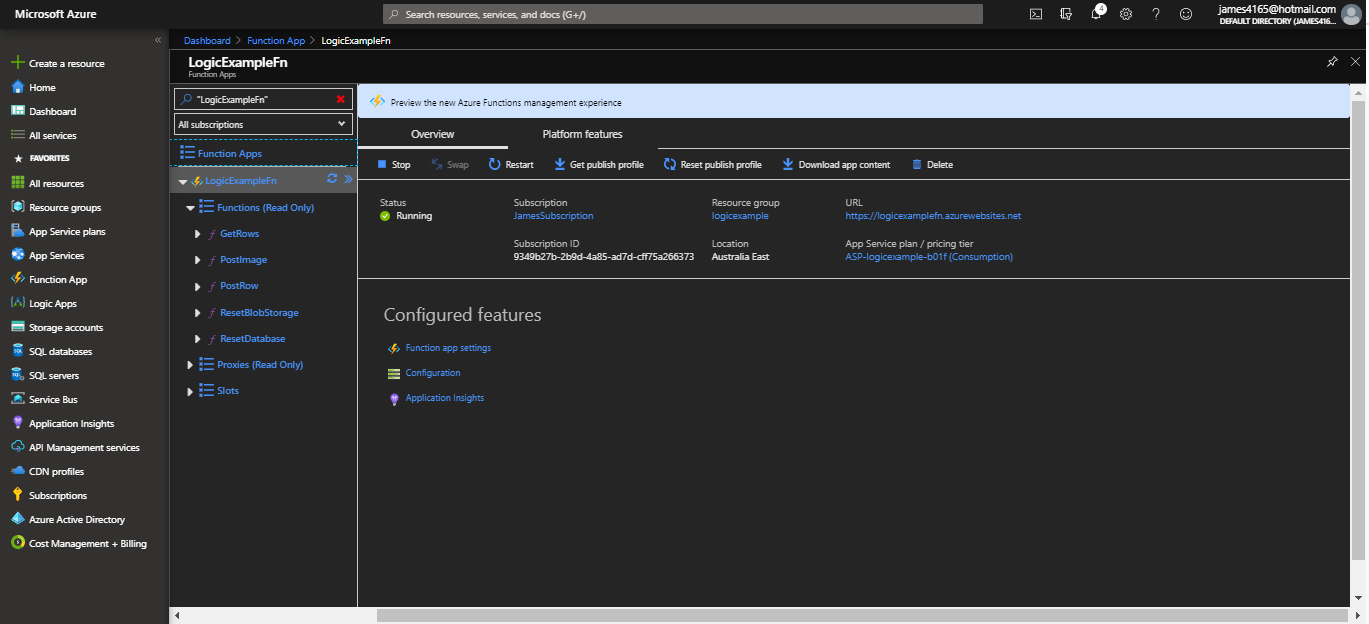 Microsoft Azure
Search resources, services, and docs (G+/)
4
james4165@hotmail.com
DEFAULT DIRECTORY (JAMES416...
«
Create a resource
Home
Dashboard
All services
FAVORITES
All resources
Resource groups
App Service plans
App Services
Function App
Logic Apps
Storage accounts
SQL databases
SQL servers
Service Bus
Application Insights
API Management services
CDN profiles
Subscriptions
Azure Active Directory
Cost Management + Billing
Dashboard > Function App > LogicExampleFn
LogicExampleFn
Function Apps
"LogicExampleFn"
All subscriptions
Function Apps
LogicExampleFn
Functions (Read Only)
GetRows
PostImage
PostRow
ResetBlobStorage
ResetDatabase
Proxies (Read Only)
Slots
Preview the new Azure Functions management experience
Overview Platform features
Stop Swap Restart Get publish profile Reset publish profile Download app content Delete
Status Subscription Resource group URL
Running JamesSubscription logicexample https://logicexamplefn.azurewebsites.net
Subscription ID Location App Service plan / pricing tier
9349b27b-2b9d-4a85-ad7d-cff75a266373 Australia East ASP-logicexample-b01f (Consumption)
Configured features
Function app settings
Configuration
Application Insights